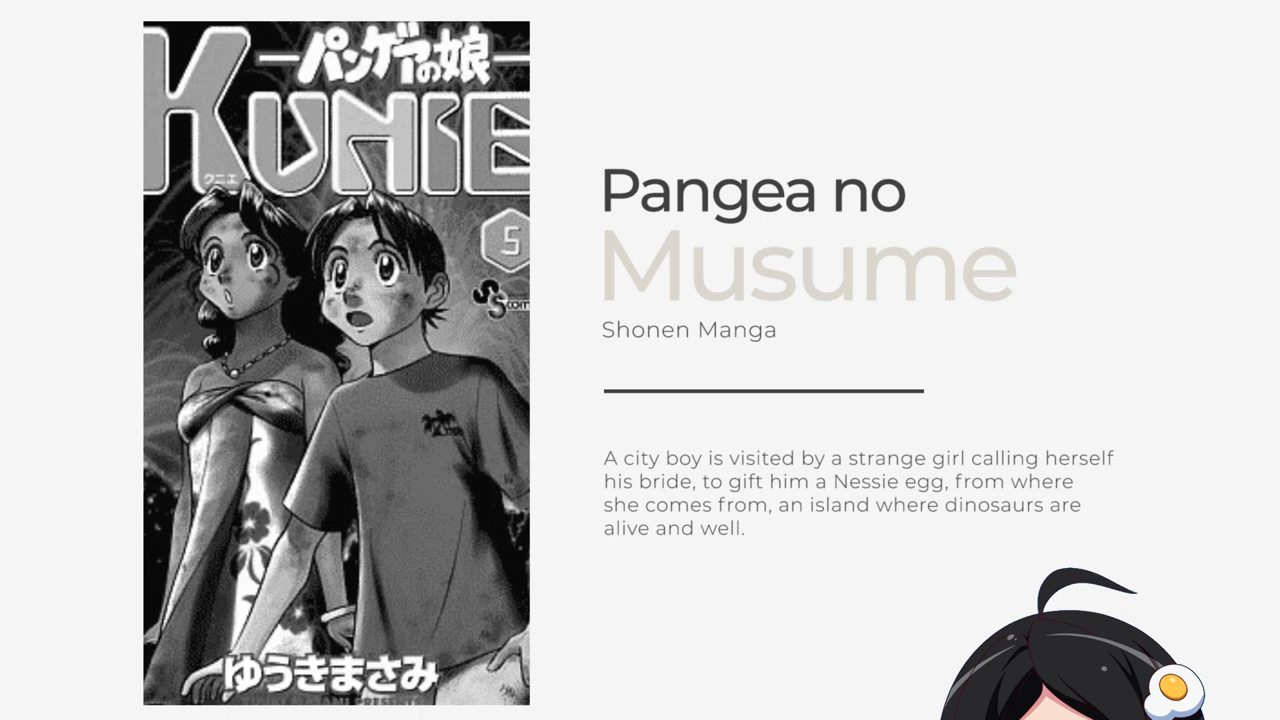 パンゲアの娘
KUNIE
クニエ
5
SS
com
ゆうきまさみ
Pangea no
Musume
Shonen Manga
A city boy is visited by a strange girl calling herself
his bride, to gift him a Nessie egg, from where
she comes from, an island where dinosaurs are
alive and well.